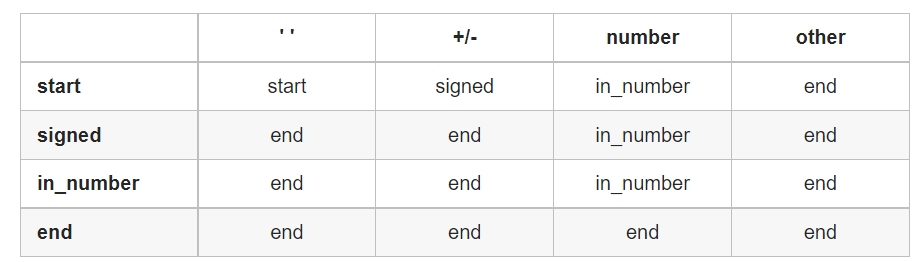 ' ' +/- number other
start start signed in_number end
signed end end in_number end
in_number end end in_number end
end end end end end